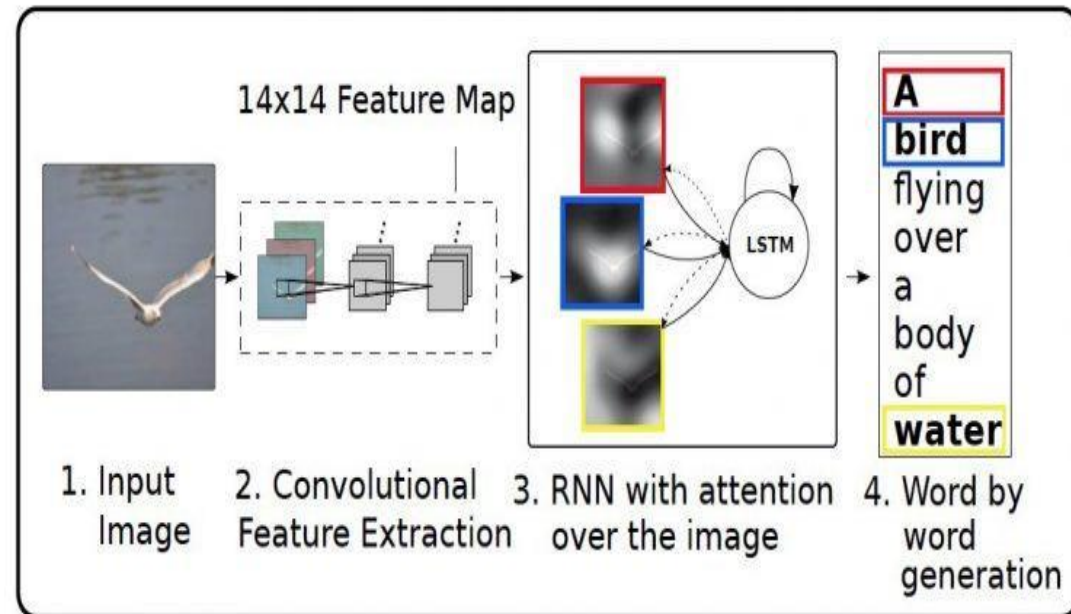 14x14 Feature Map
LSTM
A
bird
flying
over
a
body
of
water
1. Input
Image
2. Convolutional
Feature Extraction
3. RNN with attention
over the image
4. Word by
word
generation